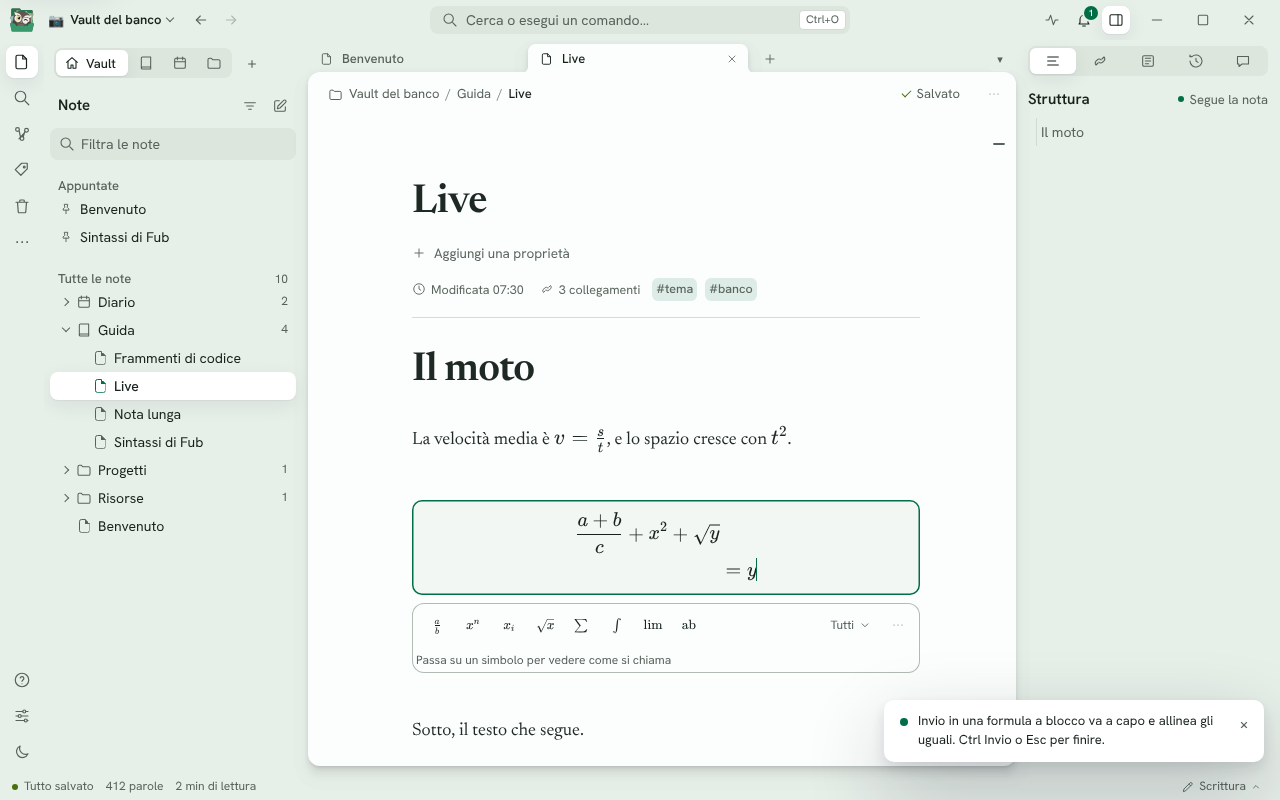 Vault del banco
Cerca o esegui un comando...
Ctrl+O
1
Vault
Benvenuto
Live
Note
Vault del banco / Guida / Live
Salvato
Struttura
Segue la nota
Il moto
Filtra le note
Appuntate
Benvenuto
Sintassi di Fub
Tutte le note 10
Diario 2
Guida 4
Frammenti di codice
Live
Nota lunga
Sintassi di Fub
Progetti 1
Risorse 1
Benvenuto
Live
Aggiungi una proprietà
Modificata 07:30 3 collegamenti #tema #banco
Il moto
La velocità media è v = s/t, e lo spazio cresce con t².
a + b
c
+ x² + √y
= y
a/b xⁿ xᵢ √x ∑ ∫ lim ab
Tutti
Passa su un simbolo per vedere come si chiama
Sotto, il testo che segue.
Invio in una formula a blocco va a capo e allinea gli
uguali. Ctrl Invio o Esc per finire.
Tutto salvato 412 parole 2 min di lettura
Scrittura